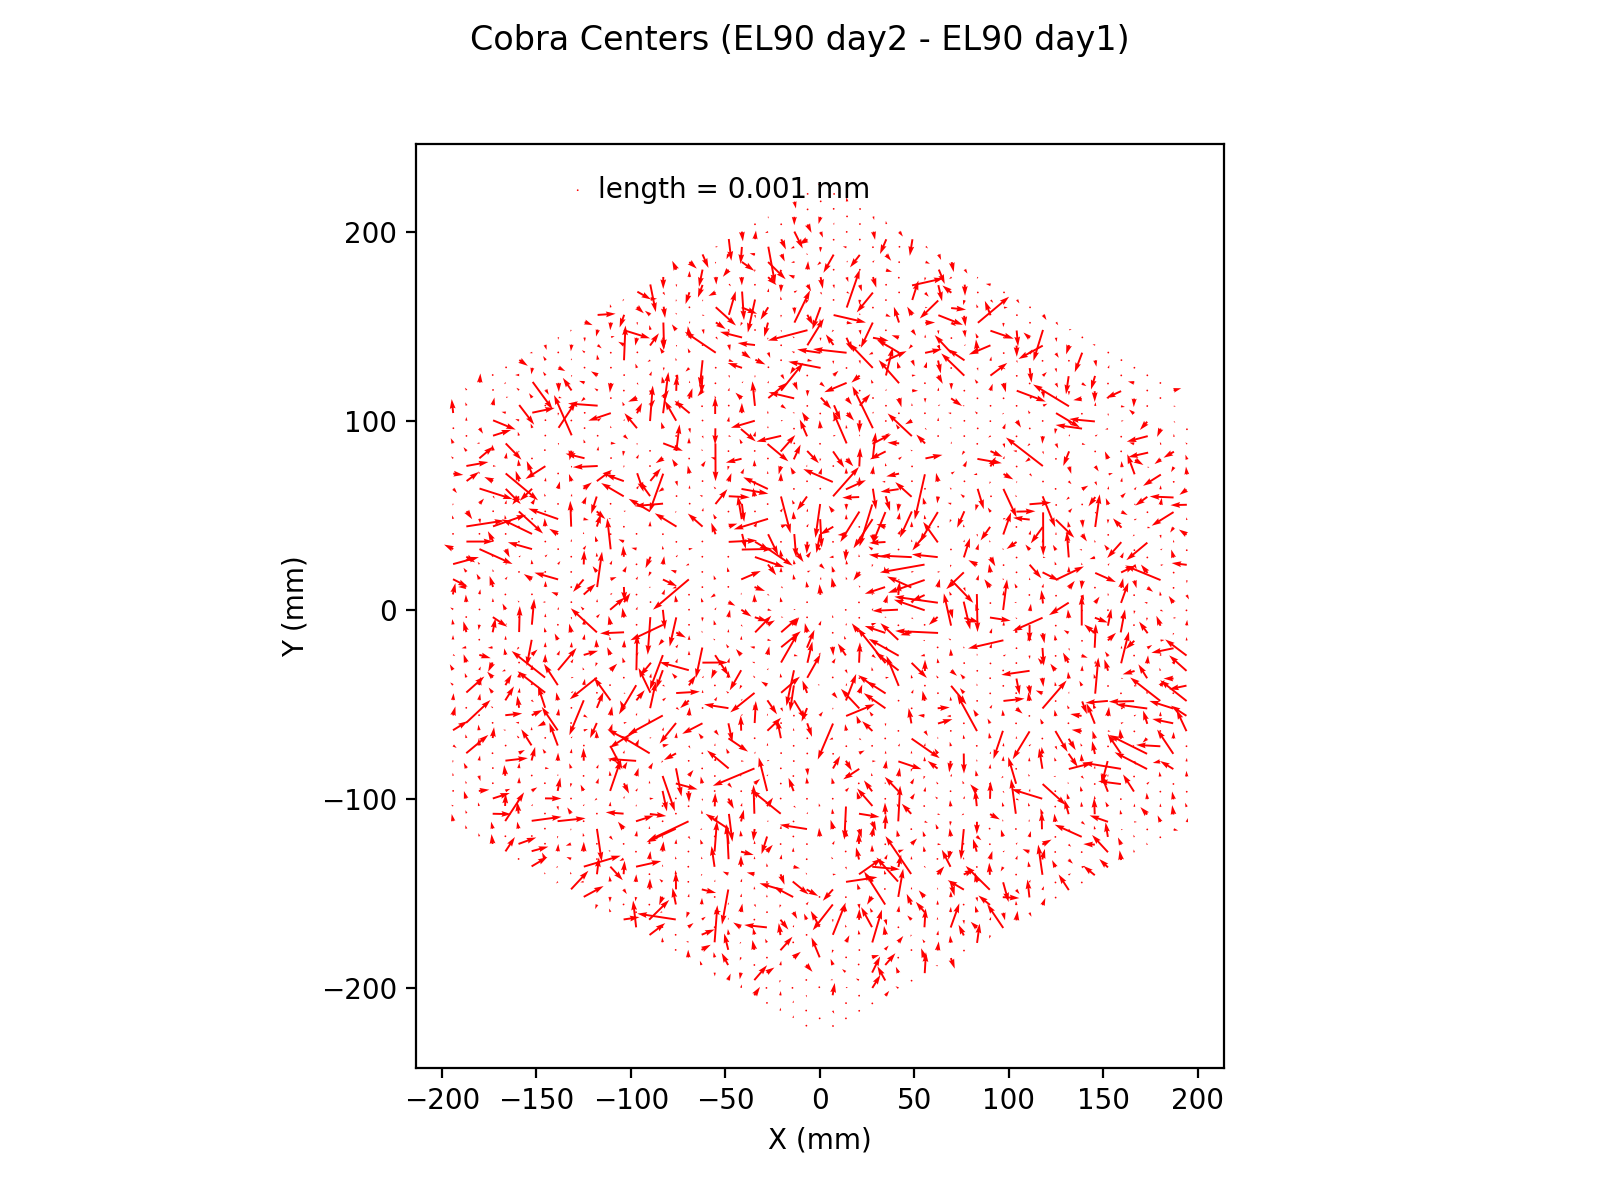 Cobra Centers (EL90 day2 - EL90 day1)
length = 0.001 mm
200
100
0
−100
−200
Y (mm)
−200 −150 −100 −50 0 50 100 150 200
X (mm)